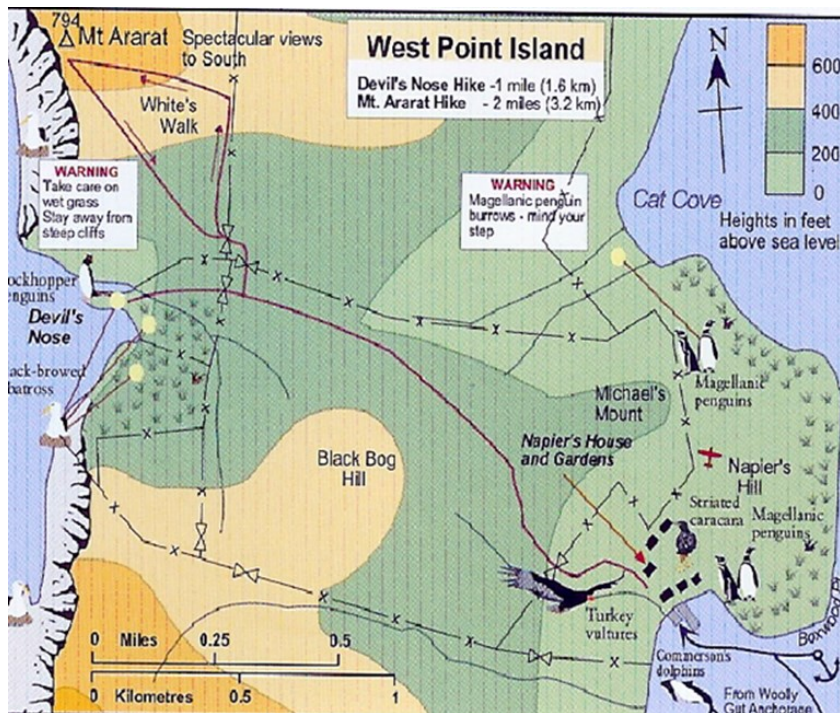 794
Mt Ararat
Spectacular views
to South
West Point Island
Devil's Nose Hike -1 mile (1.6 km)
Mt. Ararat Hike - 2 miles (3.2 km)
N
600
400
200
0
Heights in feet
above sea level
White's
Walk
WARNING
Take care on
wet grass
Stay away from
steep cliffs
WARNING
Magellanic penguin
burrows - mind your
step
Cat Cove
ockhopper
enguins
Devil's
Nose
ack-browed
batross
Magellanic
penguins
Michael's
Mount
Napier's House
and Gardens
Napier's
Hill
Black Bog
Hill
Striated
caracara
Magellanic
penguins
Turkey
vultures
Commerson's
dolphins
From Woolly
Gut Anchorage
0 Miles 0.25 0.5
0 Kilometres 0.5 1